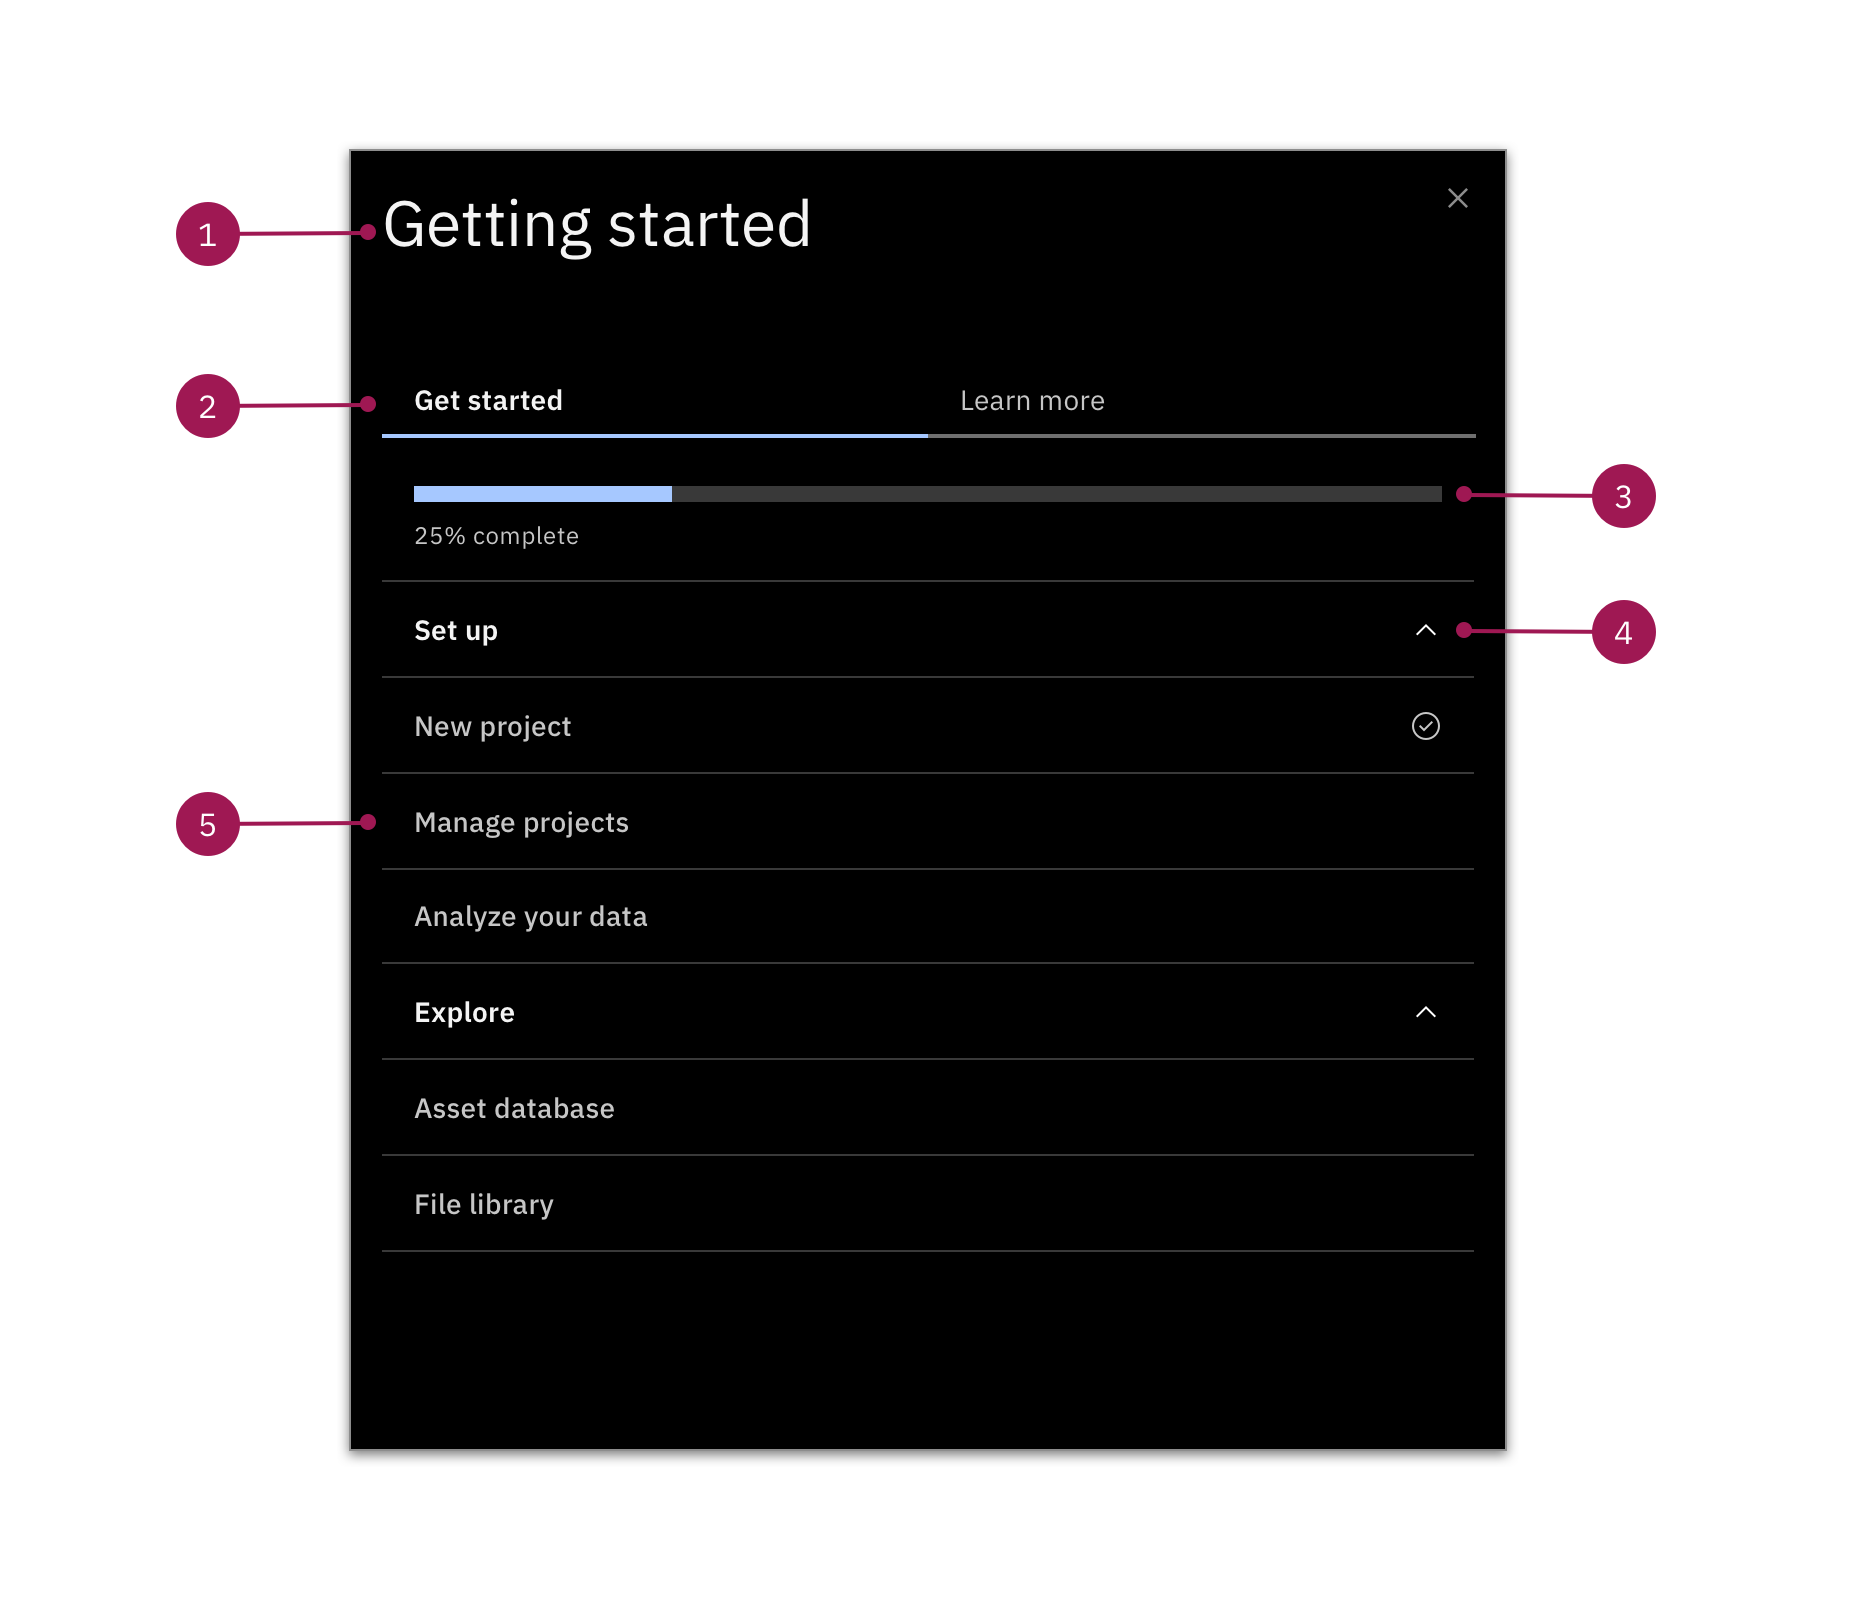 1
Getting started
2
Get started
Learn more
3
25% complete
Set up
4
New project
5
Manage projects
Analyze your data
Explore
Asset database
File library